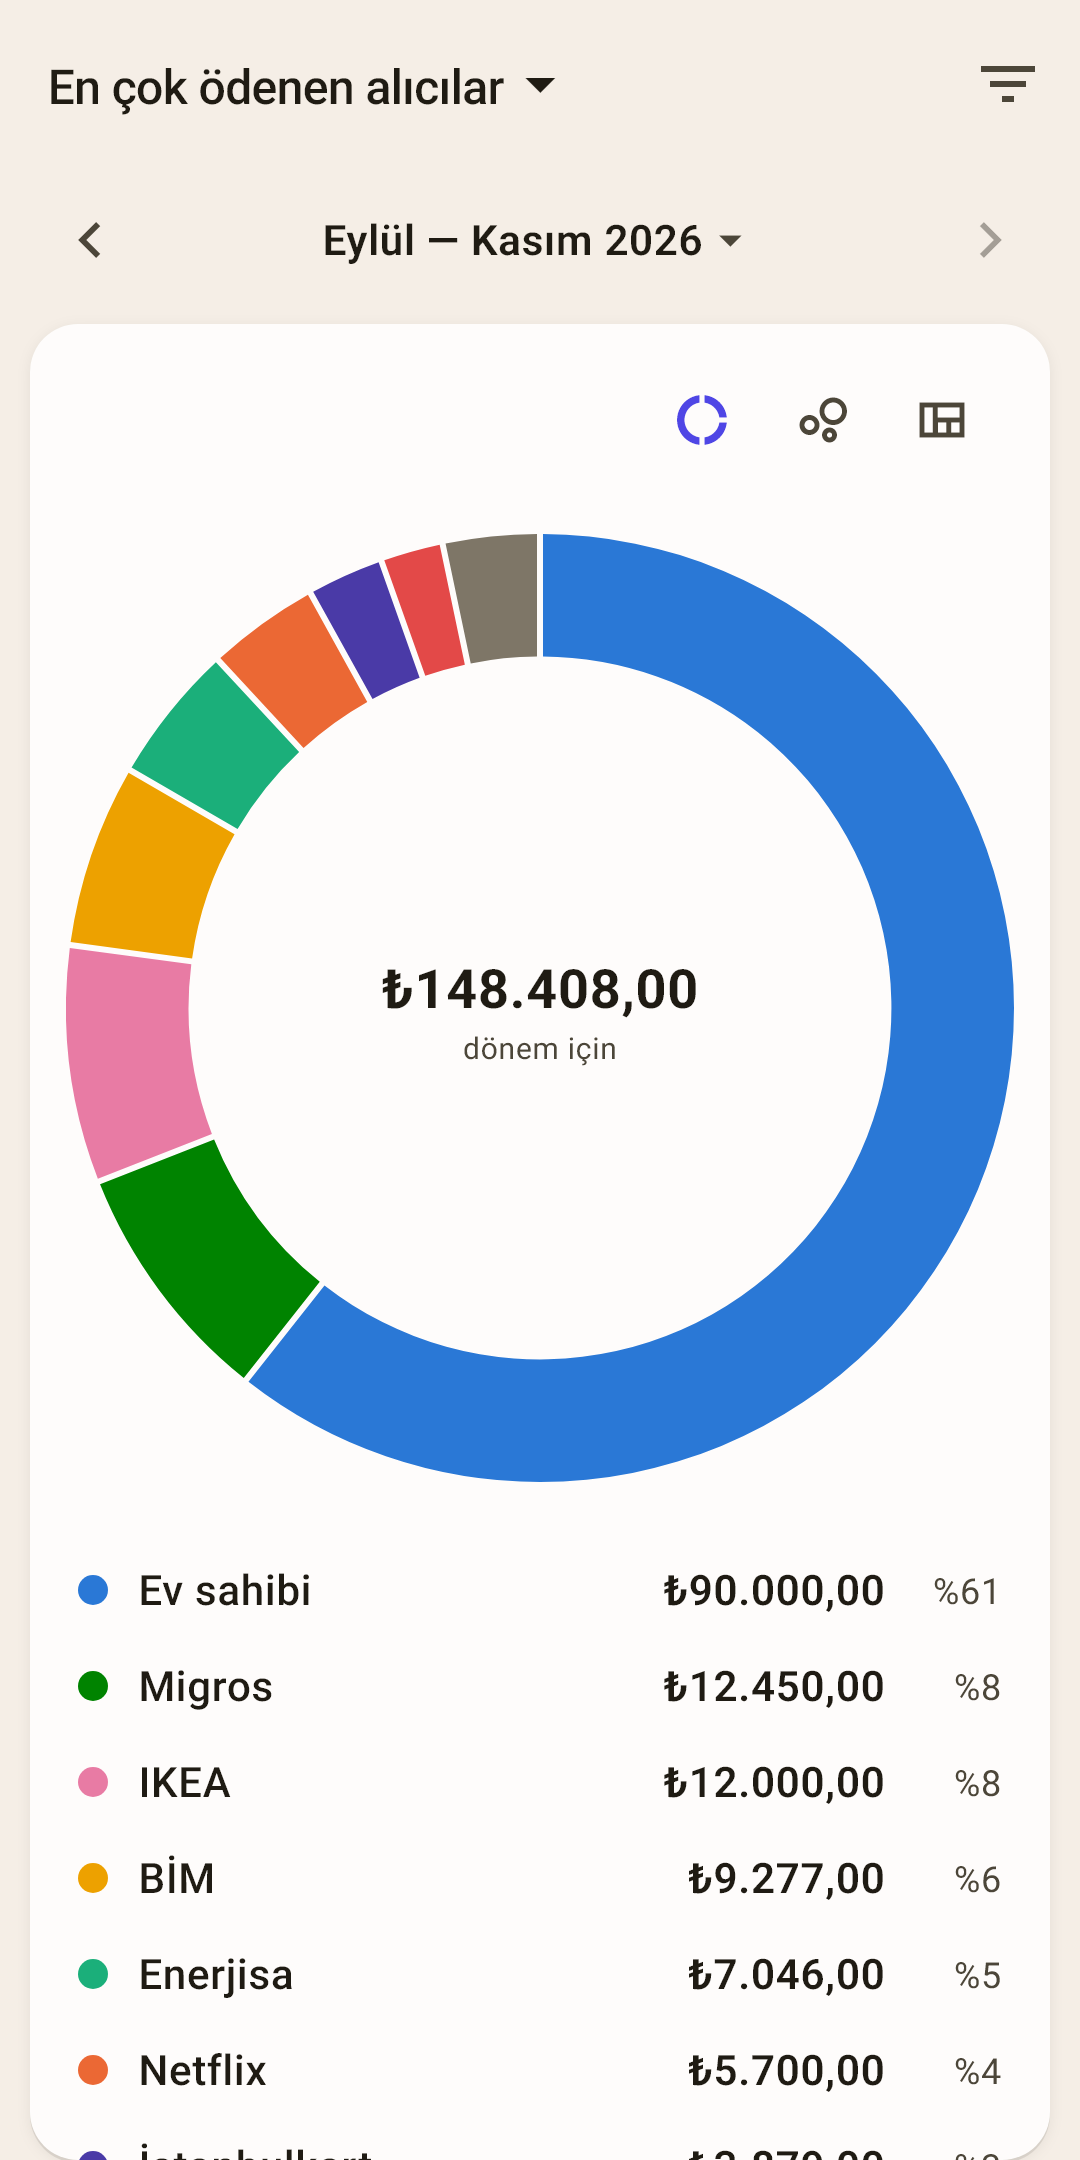 En çok ödenen alıcılar
Eylül — Kasım 2026
₺148.408,00
dönem için
Ev sahibi ₺90.000,00 %61
Migros ₺12.450,00 %8
IKEA ₺12.000,00 %8
BİM ₺9.277,00 %6
Enerjisa ₺7.046,00 %5
Netflix ₺5.700,00 %4
İstanbulkart